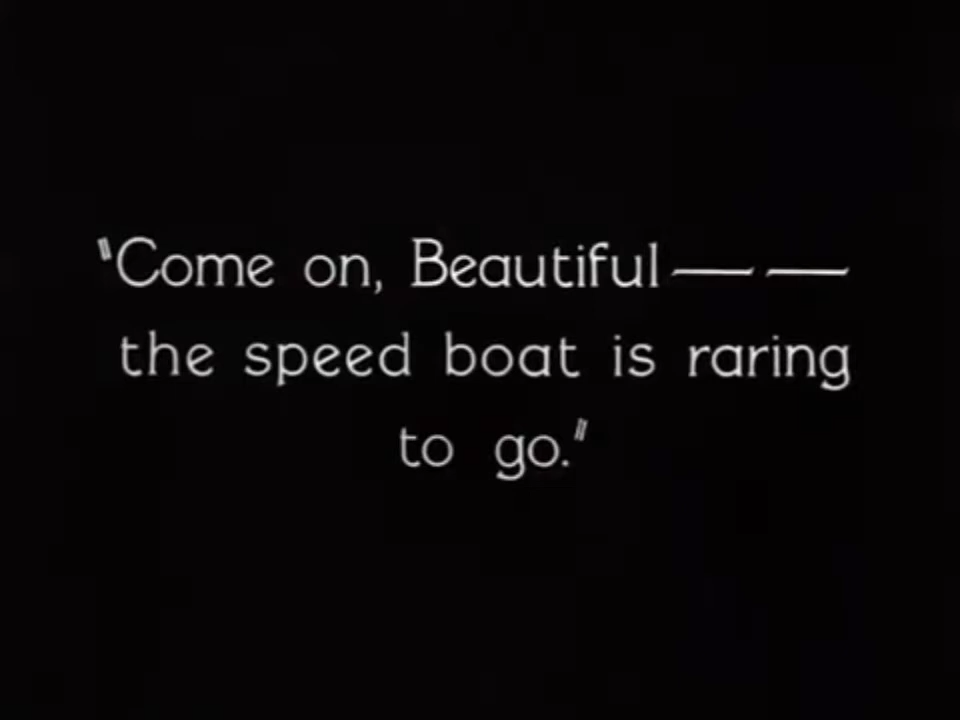 "Come on, Beautiful — —
the speed boat is raring
to go."